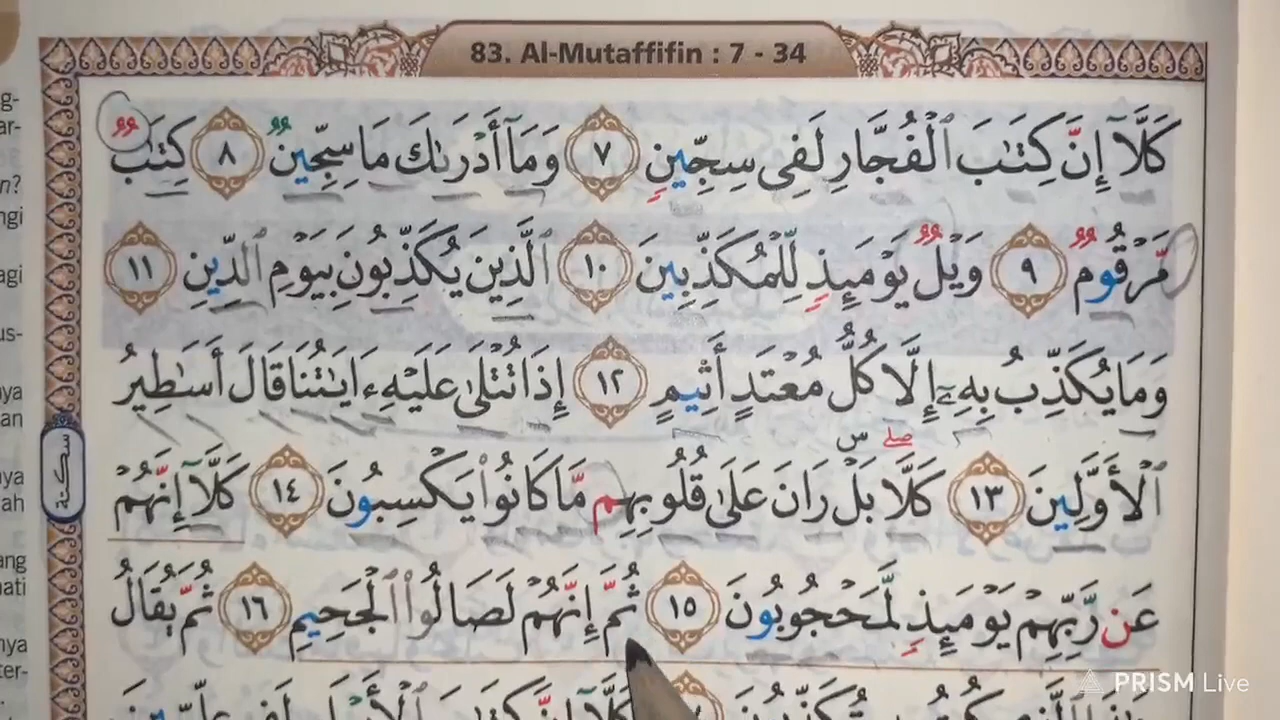 83. Al-Mutaffifin : 7 - 34
كَلَّآ إِنَّ كِتَٰبَ ٱلْفُجَّارِ لَفِى سِجِّينٍ ٧ وَمَآ أَدْرَىٰكَ مَا سِجِّينٌ ٨ كِتَٰبٌ
مَّرْقُومٌ ٩ وَيْلٌ يَوْمَئِذٍ لِّلْمُكَذِّبِينَ ١٠ ٱلَّذِينَ يُكَذِّبُونَ بِيَوْمِ ٱلدِّينِ ١١
وَمَا يُكَذِّبُ بِهِۦٓ إِلَّا كُلُّ مُعْتَدٍ أَثِيمٍ ١٢ إِذَا تُتْلَىٰ عَلَيْهِ ءَايَٰتُنَا قَالَ أَسَٰطِيرُ
ٱلْأَوَّلِينَ ١٣ كَلَّا ۖ بَلْ ۜ رَانَ عَلَىٰ قُلُوبِهِم مَّا كَانُوا۟ يَكْسِبُونَ ١٤ كَلَّآ إِنَّهُمْ
عَن رَّبِّهِمْ يَوْمَئِذٍ لَّمَحْجُوبُونَ ١٥ ثُمَّ إِنَّهُمْ لَصَالُوا۟ ٱلْجَحِيمِ ١٦ ثُمَّ يُقَالُ
سكتة
PRISM Live